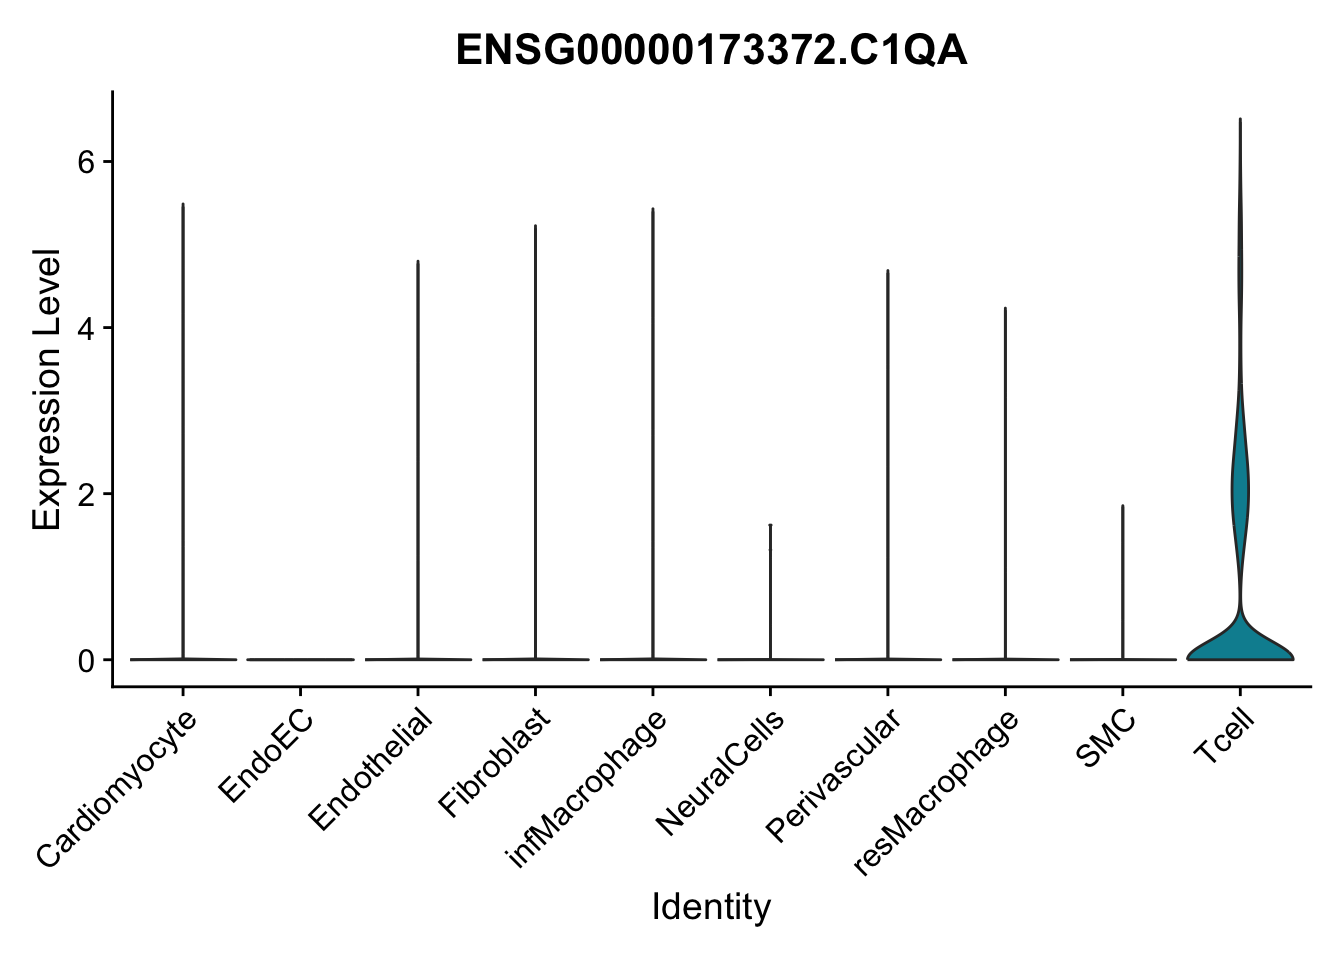 ENSG00000173372.C1QA
Expression Level
6
4
2
0
Cardiomyocyte
EndoEC
Endothelial
Fibroblast
infMacrophage
NeuralCells
Perivascular
resMacrophage
SMC
Tcell
Identity